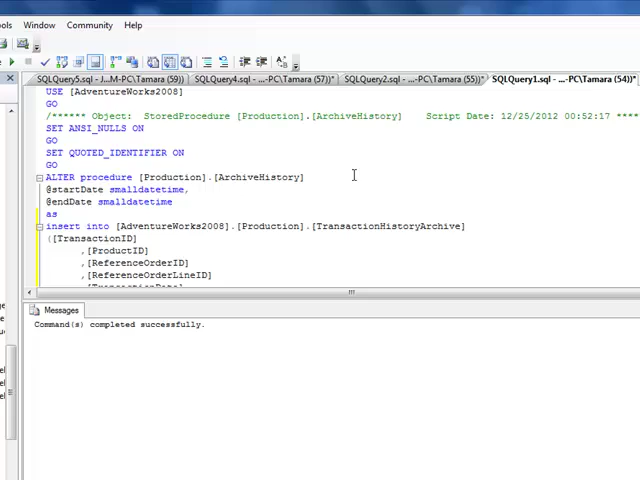 ols Window Community Help
SQLQuery5.sql - J...M-PC\Tamara (59))* SQLQuery4.sql -...-PC\Tamara (57))* SQLQuery2.sql -...-PC\Tamara (55))* SQLQuery1.sql -...-PC\Tamara (54))*
USE [AdventureWorks2008]
GO
/****** Object: StoredProcedure [Production].[ArchiveHistory] Script Date: 12/25/2012 00:52:17 ****
SET ANSI_NULLS ON
GO
SET QUOTED_IDENTIFIER ON
GO
ALTER procedure [Production].[ArchiveHistory]
@startDate smalldatetime,
@endDate smalldatetime
as
insert into [AdventureWorks2008].[Production].[TransactionHistoryArchive]
([TransactionID]
,[ProductID]
,[ReferenceOrderID]
,[ReferenceOrderLineID]
,[TransactionDate]
Messages
Command(s) completed successfully.